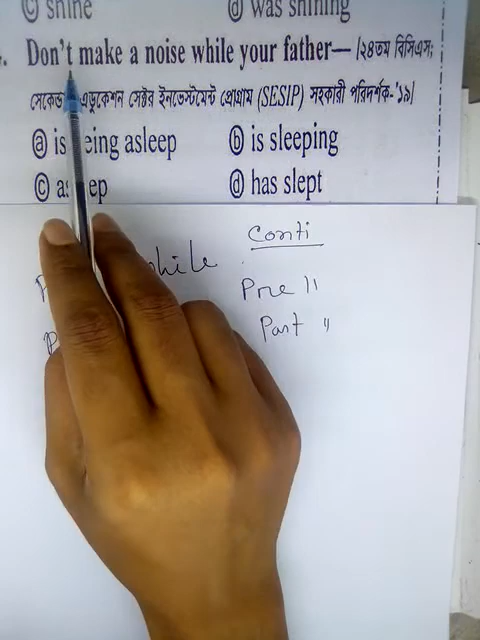 ⓒ shine ⓓ was shining
Don't make a noise while your father— [২৪তম বিসিএস;
এডুকেশন সেক্টর ইনভেস্টমেন্ট প্রোগ্রাম (SESIP) সহকারী পরিদর্শক-'১৯]
ⓐ is being asleep ⓑ is sleeping
ⓒ asleep ⓓ has slept
Conti
while
Pre "
Past "